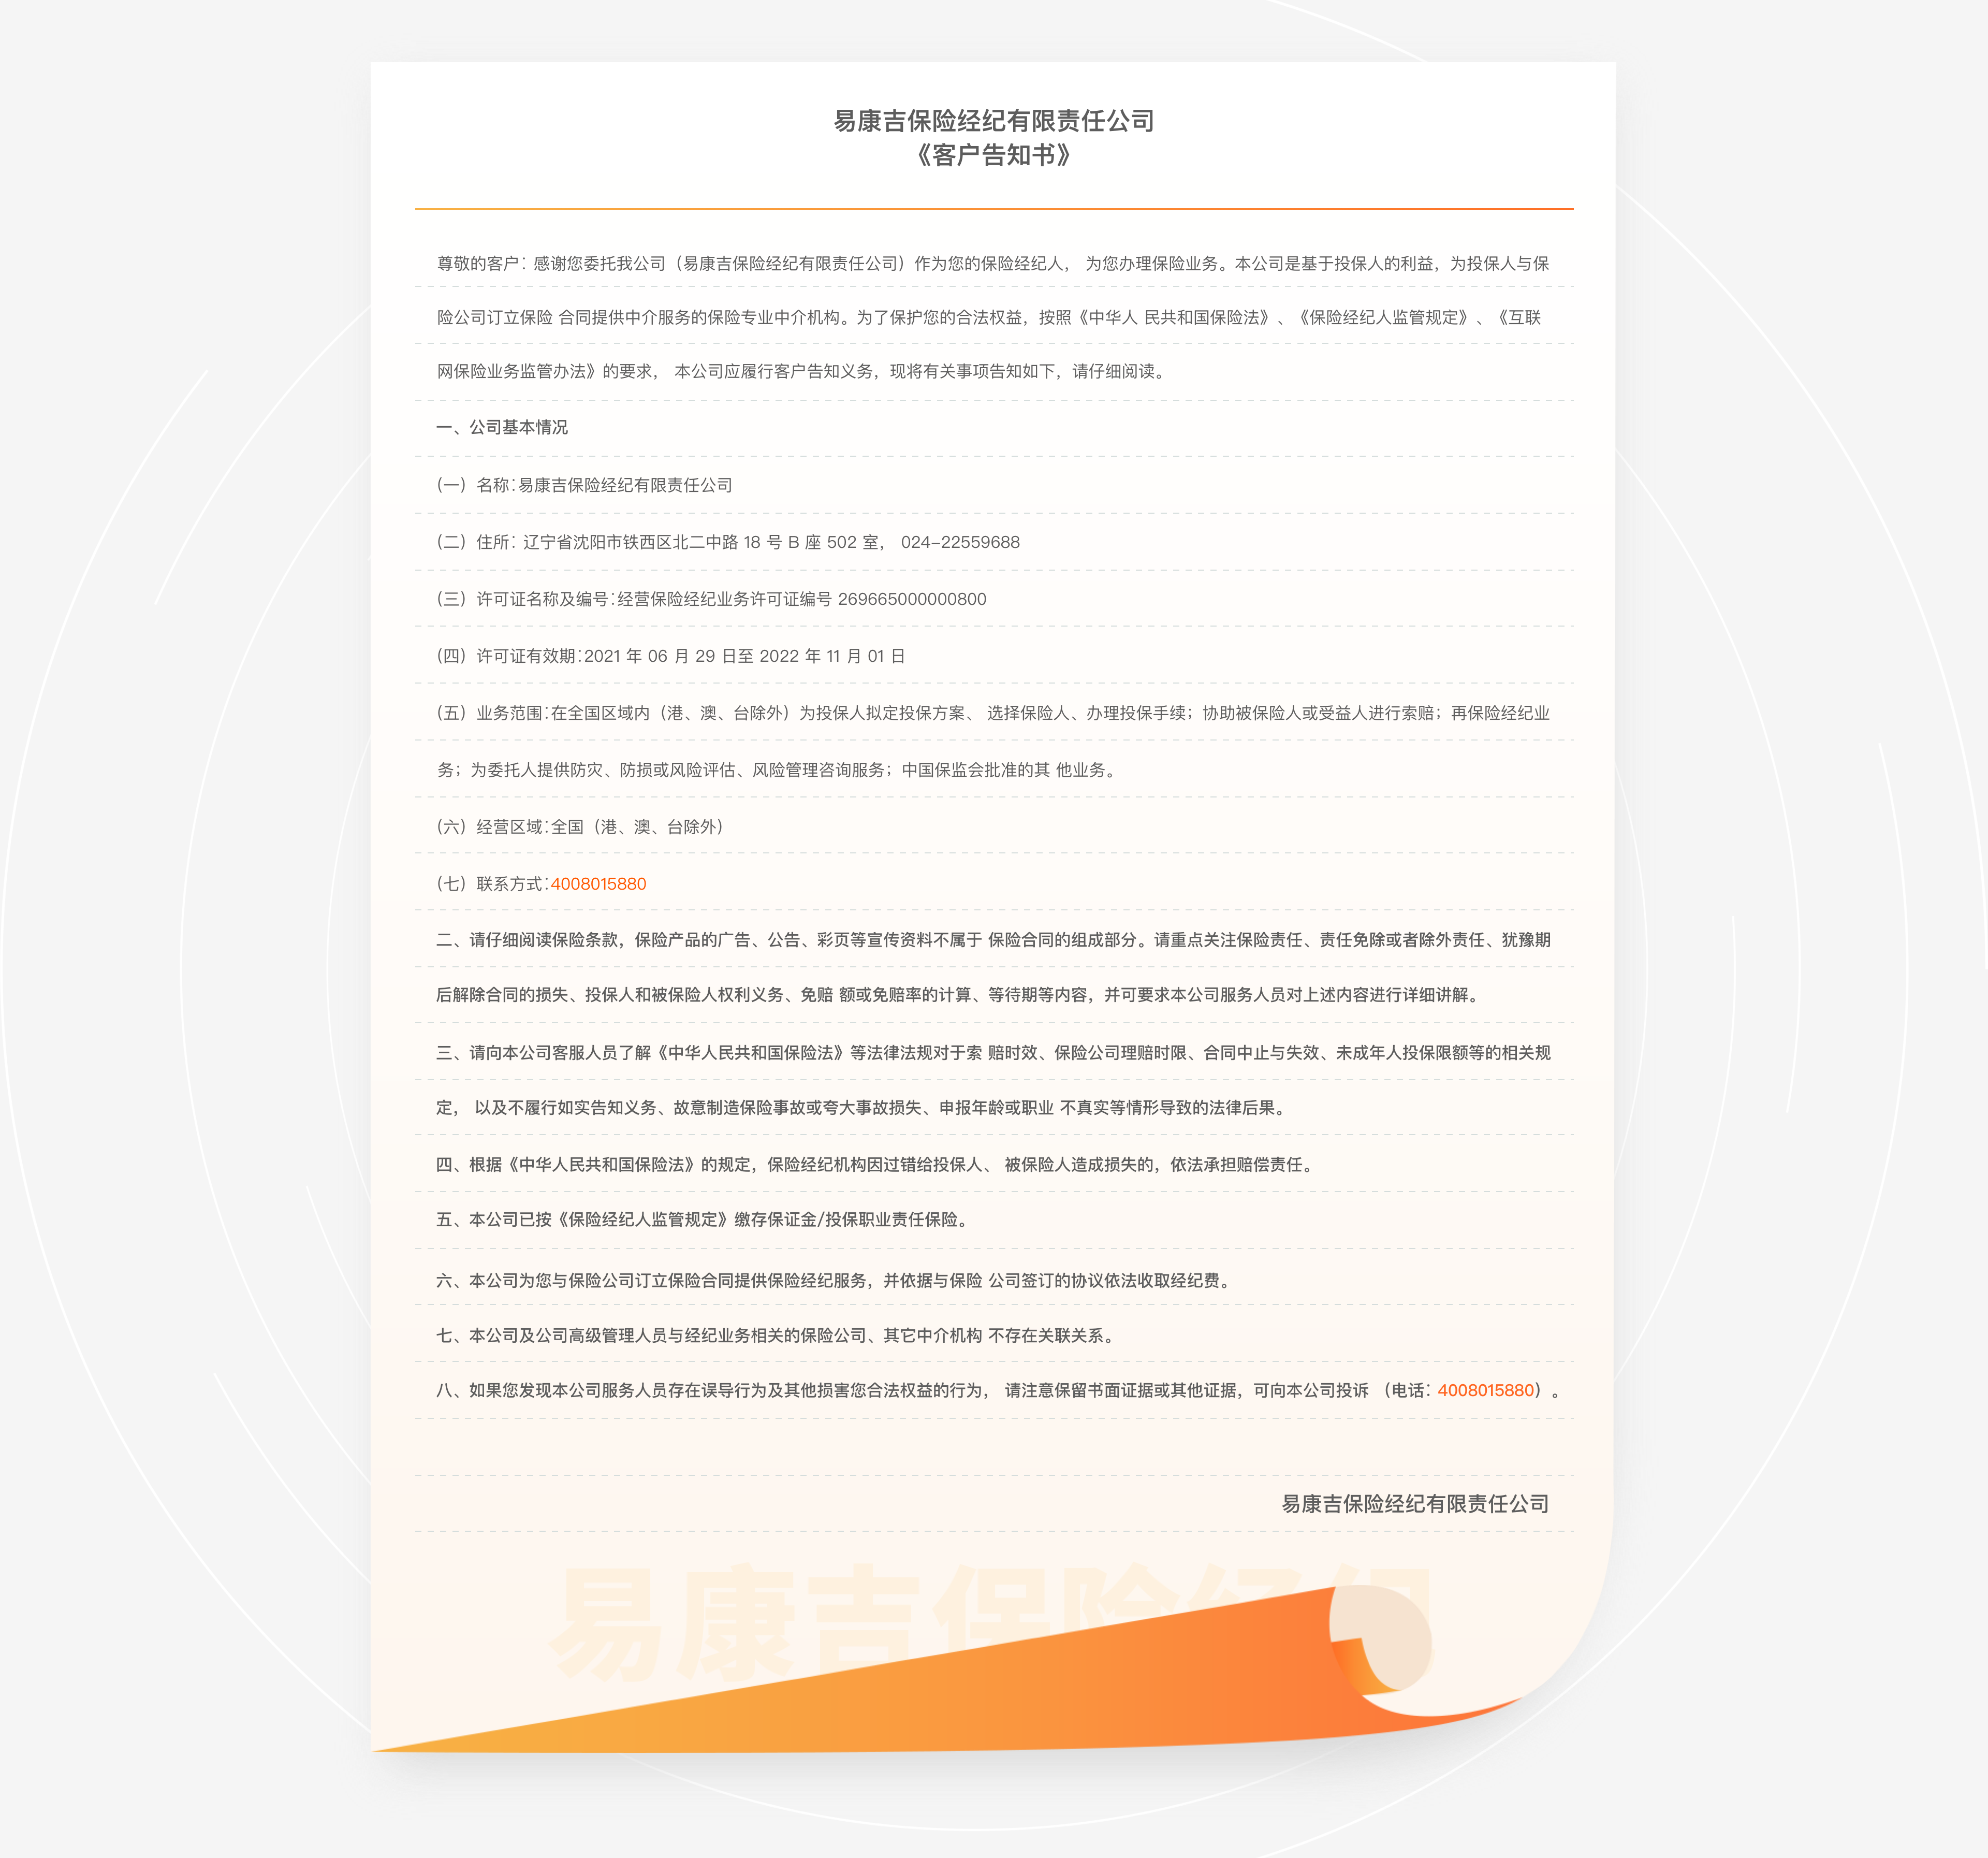 易康吉保险经纪有限责任公司
《客户告知书》
尊敬的客户：感谢您委托我公司（易康吉保险经纪有限责任公司）作为您的保险经纪人， 为您办理保险业务。本公司是基于投保人的利益，为投保人与保
险公司订立保险 合同提供中介服务的保险专业中介机构。为了保护您的合法权益，按照《中华人 民共和国保险法》、《保险经纪人监管规定》、《互联
网保险业务监管办法》的要求， 本公司应履行客户告知义务，现将有关事项告知如下，请仔细阅读。
一、公司基本情况
（一）名称：易康吉保险经纪有限责任公司
（二）住所：辽宁省沈阳市铁西区北二中路 18 号 B 座 502 室， 024-22559688
（三）许可证名称及编号：经营保险经纪业务许可证编号 269665000000800
（四）许可证有效期：2021 年 06 月 29 日至 2022 年 11 月 01 日
（五）业务范围：在全国区域内（港、澳、台除外）为投保人拟定投保方案、 选择保险人、办理投保手续；协助被保险人或受益人进行索赔；再保险经纪业
务；为委托人提供防灾、防损或风险评估、风险管理咨询服务；中国保监会批准的其 他业务。
（六）经营区域：全国（港、澳、台除外）
（七）联系方式：4008015880
二、请仔细阅读保险条款，保险产品的广告、公告、彩页等宣传资料不属于 保险合同的组成部分。请重点关注保险责任、责任免除或者除外责任、犹豫期
后解除合同的损失、投保人和被保险人权利义务、免赔 额或免赔率的计算、等待期等内容，并可要求本公司服务人员对上述内容进行详细讲解。
三、请向本公司客服人员了解《中华人民共和国保险法》等法律法规对于索 赔时效、保险公司理赔时限、合同中止与失效、未成年人投保限额等的相关规
定， 以及不履行如实告知义务、故意制造保险事故或夸大事故损失、申报年龄或职业 不真实等情形导致的法律后果。
四、根据《中华人民共和国保险法》的规定，保险经纪机构因过错给投保人、 被保险人造成损失的，依法承担赔偿责任。
五、本公司已按《保险经纪人监管规定》缴存保证金/投保职业责任保险。
六、本公司为您与保险公司订立保险合同提供保险经纪服务，并依据与保险 公司签订的协议依法收取经纪费。
七、本公司及公司高级管理人员与经纪业务相关的保险公司、其它中介机构 不存在关联关系。
八、如果您发现本公司服务人员存在误导行为及其他损害您合法权益的行为， 请注意保留书面证据或其他证据，可向本公司投诉 （电话：4008015880）。
易康吉保险经纪有限责任公司
易康吉保险经纪